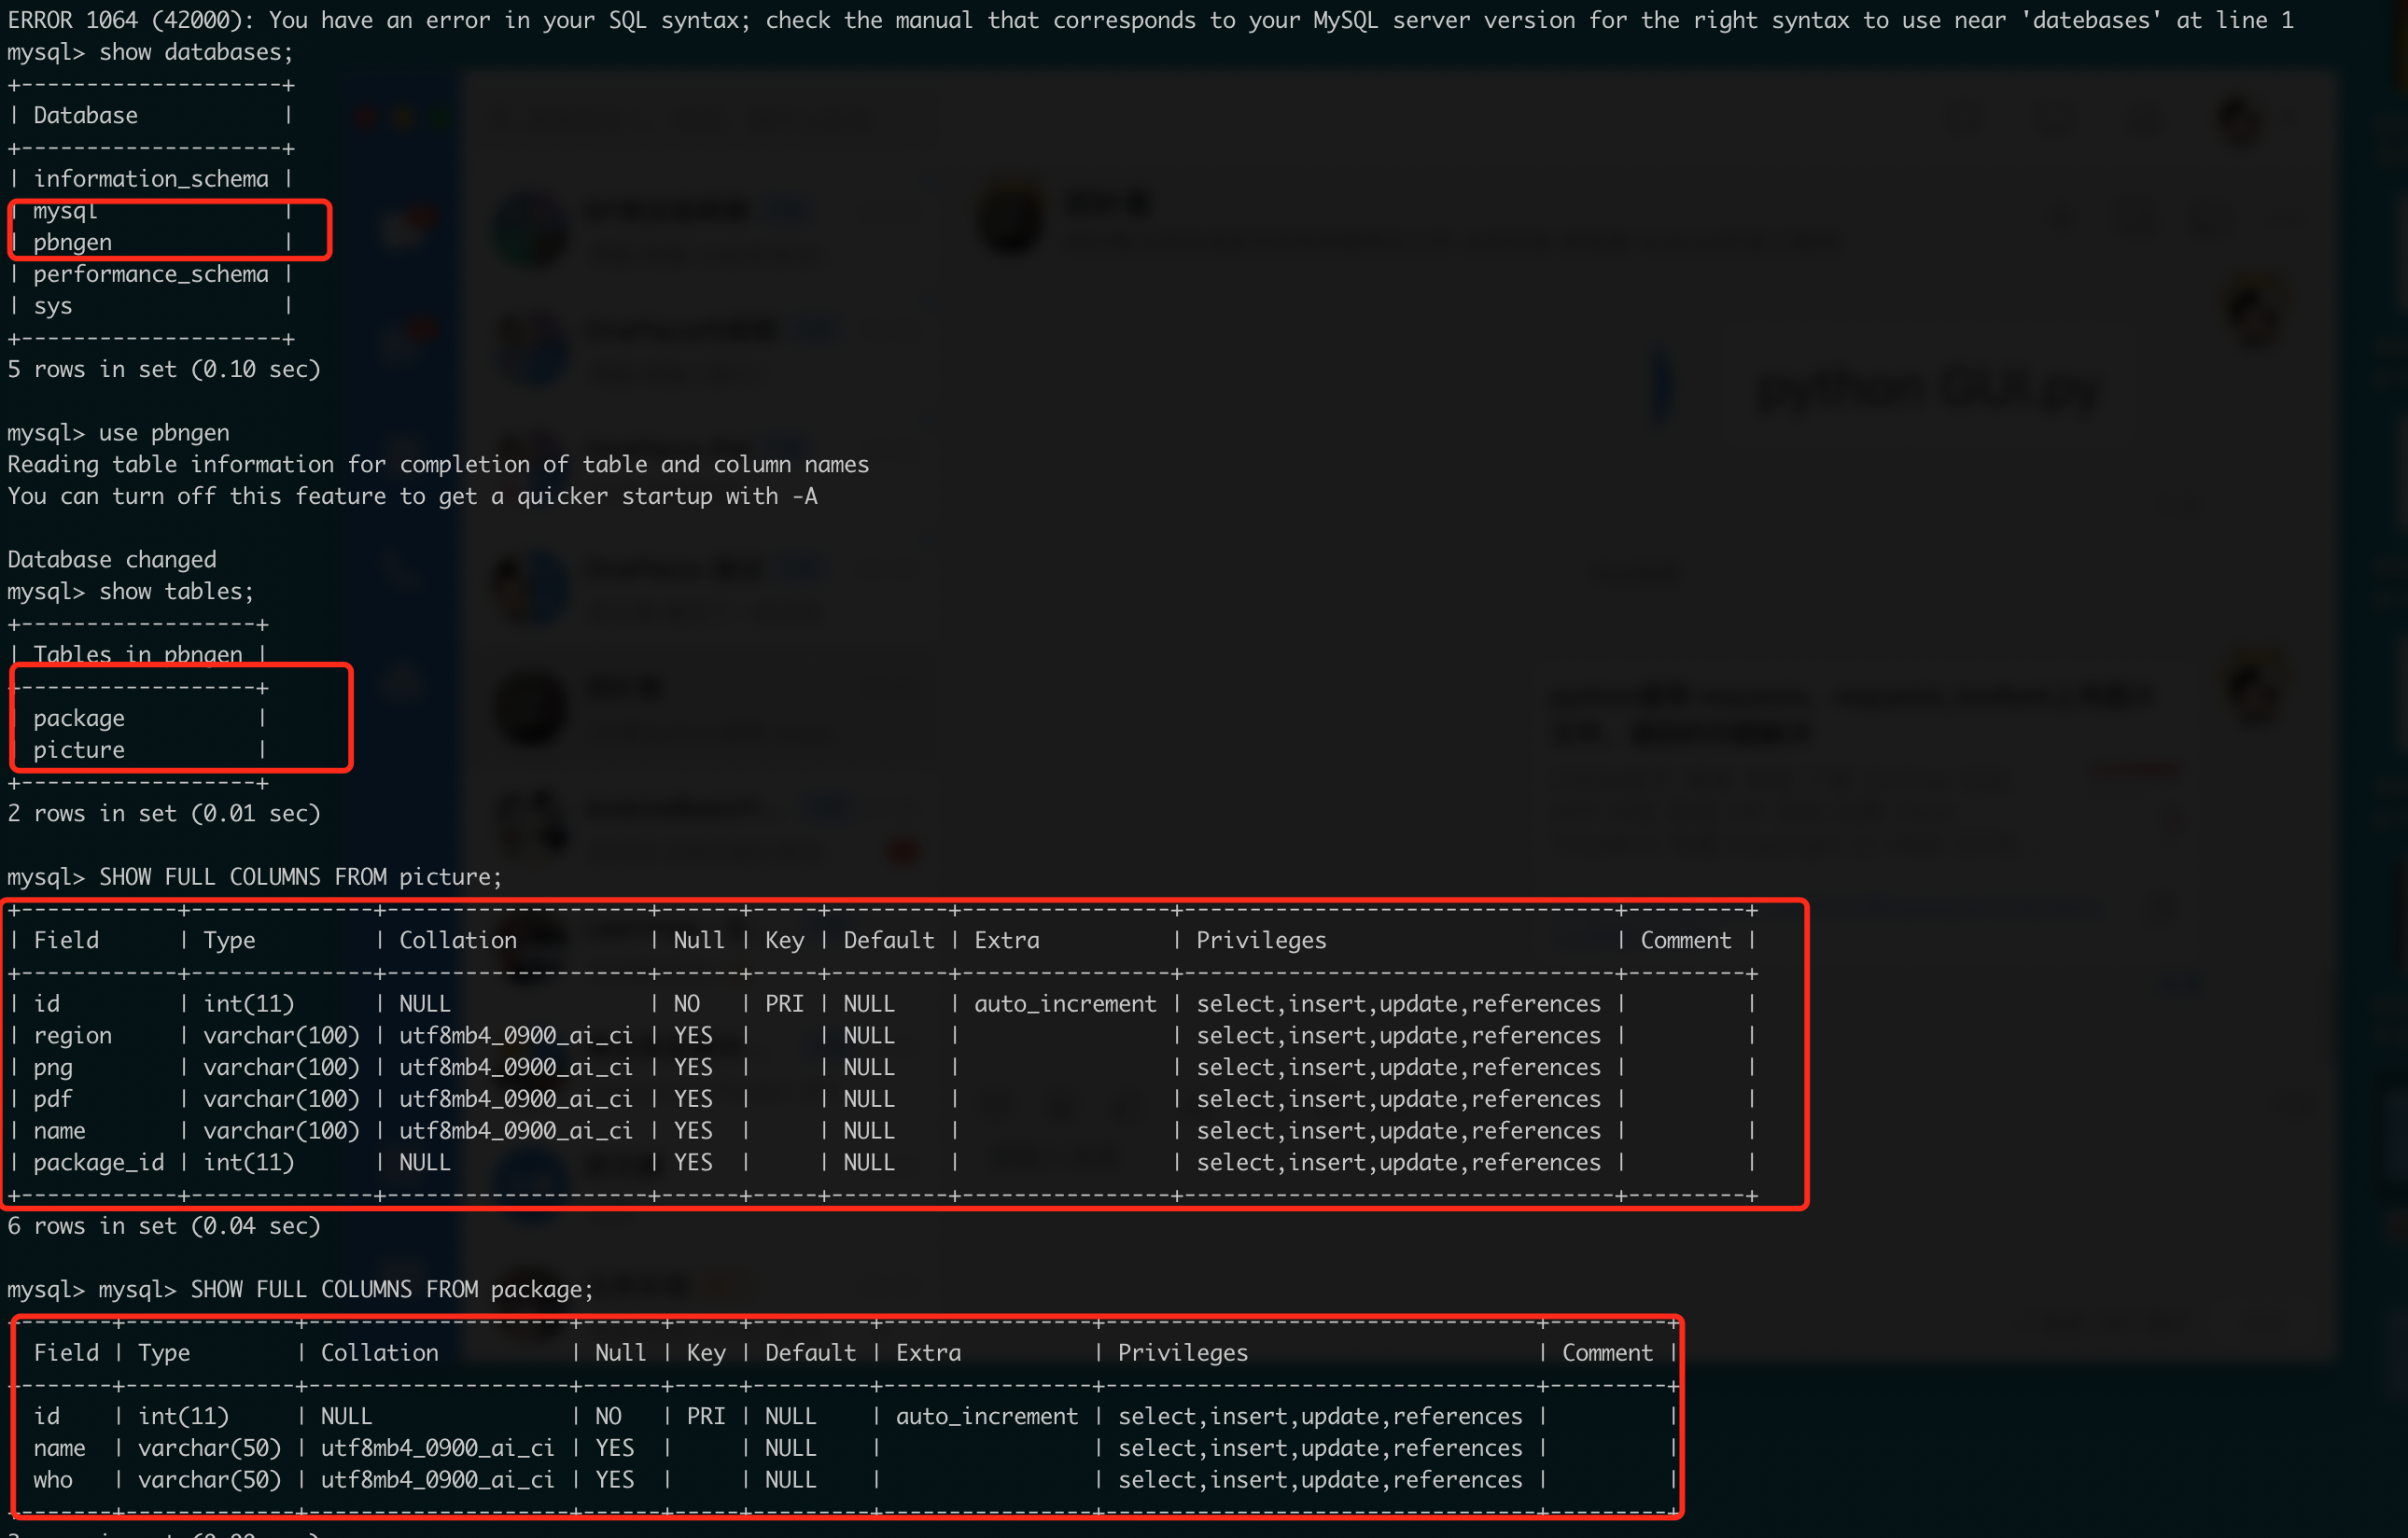 ERROR 1064 (42000): You have an error in your SQL syntax; check the manual that corresponds to your MySQL server version for the right syntax to use near 'datebases' at line 1
mysql> show databases;
+--------------------+
| Database           |
+--------------------+
| information_schema |
| mysql              |
| pbngen             |
| performance_schema |
| sys                |
+--------------------+
5 rows in set (0.10 sec)

mysql> use pbngen
Reading table information for completion of table and column names
You can turn off this feature to get a quicker startup with -A

Database changed
mysql> show tables;
+------------------+
| Tables in pbngen |
+------------------+
| package          |
| picture          |
+------------------+
2 rows in set (0.01 sec)

mysql> SHOW FULL COLUMNS FROM picture;
+------------+--------------+--------------------+------+-----+---------+----------------+---------------------------------+---------+
| Field      | Type         | Collation          | Null | Key | Default | Extra          | Privileges                      | Comment |
+------------+--------------+--------------------+------+-----+---------+----------------+---------------------------------+---------+
| id         | int(11)      | NULL               | NO   | PRI | NULL    | auto_increment | select,insert,update,references |         |
| region     | varchar(100) | utf8mb4_0900_ai_ci | YES  |     | NULL    |                | select,insert,update,references |         |
| png        | varchar(100) | utf8mb4_0900_ai_ci | YES  |     | NULL    |                | select,insert,update,references |         |
| pdf        | varchar(100) | utf8mb4_0900_ai_ci | YES  |     | NULL    |                | select,insert,update,references |         |
| name       | varchar(100) | utf8mb4_0900_ai_ci | YES  |     | NULL    |                | select,insert,update,references |         |
| package_id | int(11)      | NULL               | YES  |     | NULL    |                | select,insert,update,references |         |
+------------+--------------+--------------------+------+-----+---------+----------------+---------------------------------+---------+
6 rows in set (0.04 sec)

mysql> mysql> SHOW FULL COLUMNS FROM package;
+-------+-------------+--------------------+------+-----+---------+----------------+---------------------------------+---------+
| Field | Type        | Collation          | Null | Key | Default | Extra          | Privileges                      | Comment |
+-------+-------------+--------------------+------+-----+---------+----------------+---------------------------------+---------+
| id    | int(11)     | NULL               | NO   | PRI | NULL    | auto_increment | select,insert,update,references |         |
| name  | varchar(50) | utf8mb4_0900_ai_ci | YES  |     | NULL    |                | select,insert,update,references |         |
| who   | varchar(50) | utf8mb4_0900_ai_ci | YES  |     | NULL    |                | select,insert,update,references |         |
+-------+-------------+--------------------+------+-----+---------+----------------+---------------------------------+---------+
python GUI.py